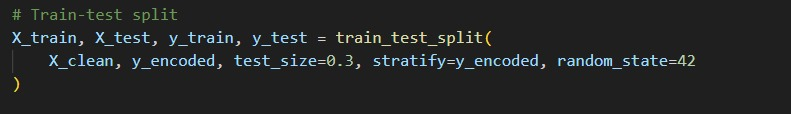 # Train-test split
X_train, X_test, y_train, y_test = train_test_split(
    X_clean, y_encoded, test_size=0.3, stratify=y_encoded, random_state=42
)